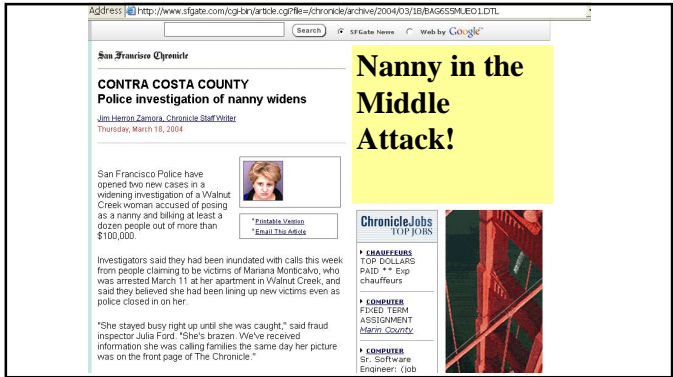 Address http://www.sfgate.com/cgi-bin/article.cgi?file=/chronicle/archive/2004/03/18/BAG6S5MUEO1.DTL
Search SFGate News Web by Google™
San Francisco Chronicle
CONTRA COSTA COUNTY
Police investigation of nanny widens
Jim Herron Zamora, Chronicle Staff Writer
Thursday, March 18, 2004
San Francisco Police have
opened two new cases in a
widening investigation of a Walnut
Creek woman accused of posing
as a nanny and bilking at least a
dozen people out of more than
$100,000.
Printable Version
Email This Article
Investigators said they had been inundated with calls this week
from people claiming to be victims of Mariana Monticalvo, who
was arrested March 11 at her apartment in Walnut Creek, and
said they believed she had been lining up new victims even as
police closed in on her.
"She stayed busy right up until she
was caught," said fraud
inspector Julia Ford. "She's brazen. We've received
information she was calling families the same day her picture
was on the front page of The Chronicle."
Nanny in the
Middle
Attack!
ChronicleJobs
TOP JOBS
CHAUFFEURS
TOP DOLLARS
PAID ** Exp
chauffeurs
COMPUTER
FIXED TERM
ASSIGNMENT
Marin County
COMPUTER
Sr. Software
Engineer: (job